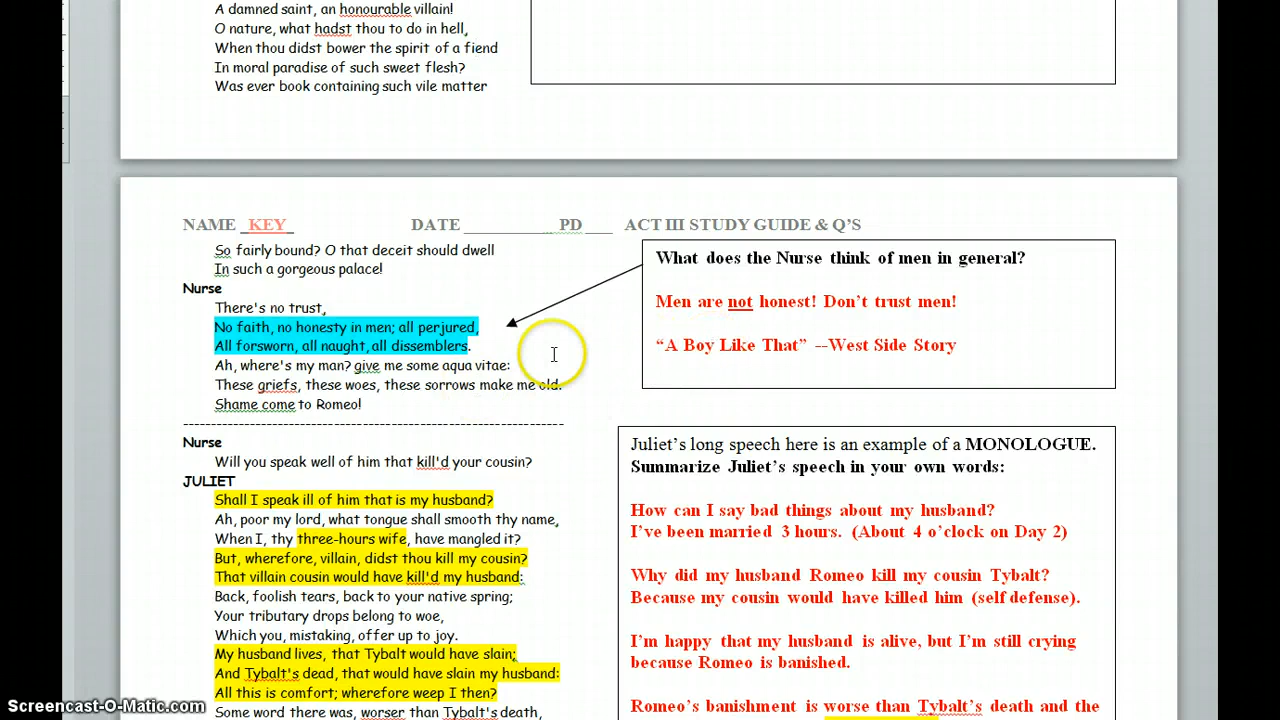 A damned saint, an honourable villain!
O nature, what hadst thou to do in hell,
When thou didst bower the spirit of a fiend
In moral paradise of such sweet flesh?
Was ever book containing such vile matter
NAME _KEY_ DATE __________PD ___ ACT III STUDY GUIDE & Q'S
So fairly bound? O that deceit should dwell
In such a gorgeous palace!
Nurse
There's no trust,
No faith, no honesty in men; all perjured,
All forsworn, all naught, all dissemblers.
Ah, where's my man? give me some aqua vitae:
These griefs, these woes, these sorrows make me old.
Shame come to Romeo!
What does the Nurse think of men in general?
Men are not honest! Don't trust men!
"A Boy Like That" --West Side Story
----------------------------------------------------------------
Nurse
Will you speak well of him that kill'd your cousin?
JULIET
Shall I speak ill of him that is my husband?
Ah, poor my lord, what tongue shall smooth thy name,
When I, thy three-hours wife, have mangled it?
But, wherefore, villain, didst thou kill my cousin?
That villain cousin would have kill'd my husband:
Back, foolish tears, back to your native spring;
Your tributary drops belong to woe,
Which you, mistaking, offer up to joy.
My husband lives, that Tybalt would have slain;
And Tybalt's dead, that would have slain my husband:
All this is comfort; wherefore weep I then?
Some word there was, worser than Tybalt's death,
Juliet's long speech here is an example of a MONOLOGUE.
Summarize Juliet's speech in your own words:
How can I say bad things about my husband?
I've been married 3 hours. (About 4 o'clock on Day 2)
Why did my husband Romeo kill my cousin Tybalt?
Because my cousin would have killed him (self defense).
I'm happy that my husband is alive, but I'm still crying
because Romeo is banished.
Romeo's banishment is worse than Tybalt's death and the
Screencast-O-Matic.com